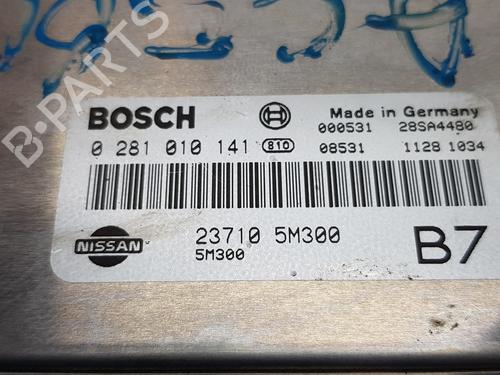 BOSCH
Made in Germany
000531 28SA4480
0 281 010 141 810
08531 1128 1034
NISSAN
23710 5M300
5M300
B7
B-PARTS